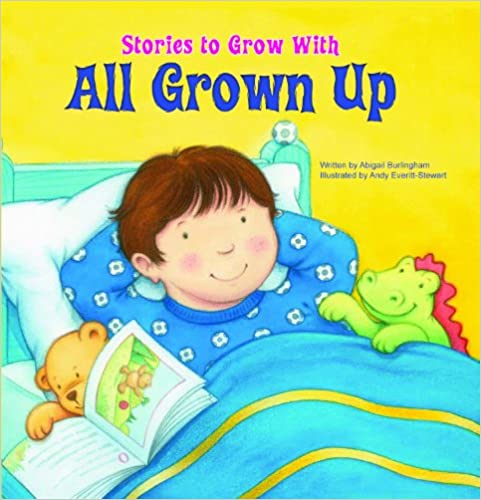 Stories to Grow With
All Grown Up
Written by Abigail Burlingham
Illustrated by Andy Everitt-Stewart